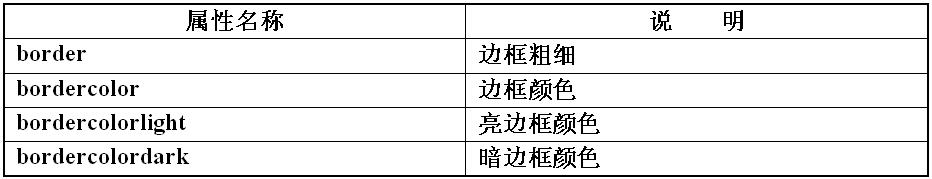 属性名称 说 明
border 边框粗细
bordercolor 边框颜色
bordercolorlight 亮边框颜色
bordercolordark 暗边框颜色